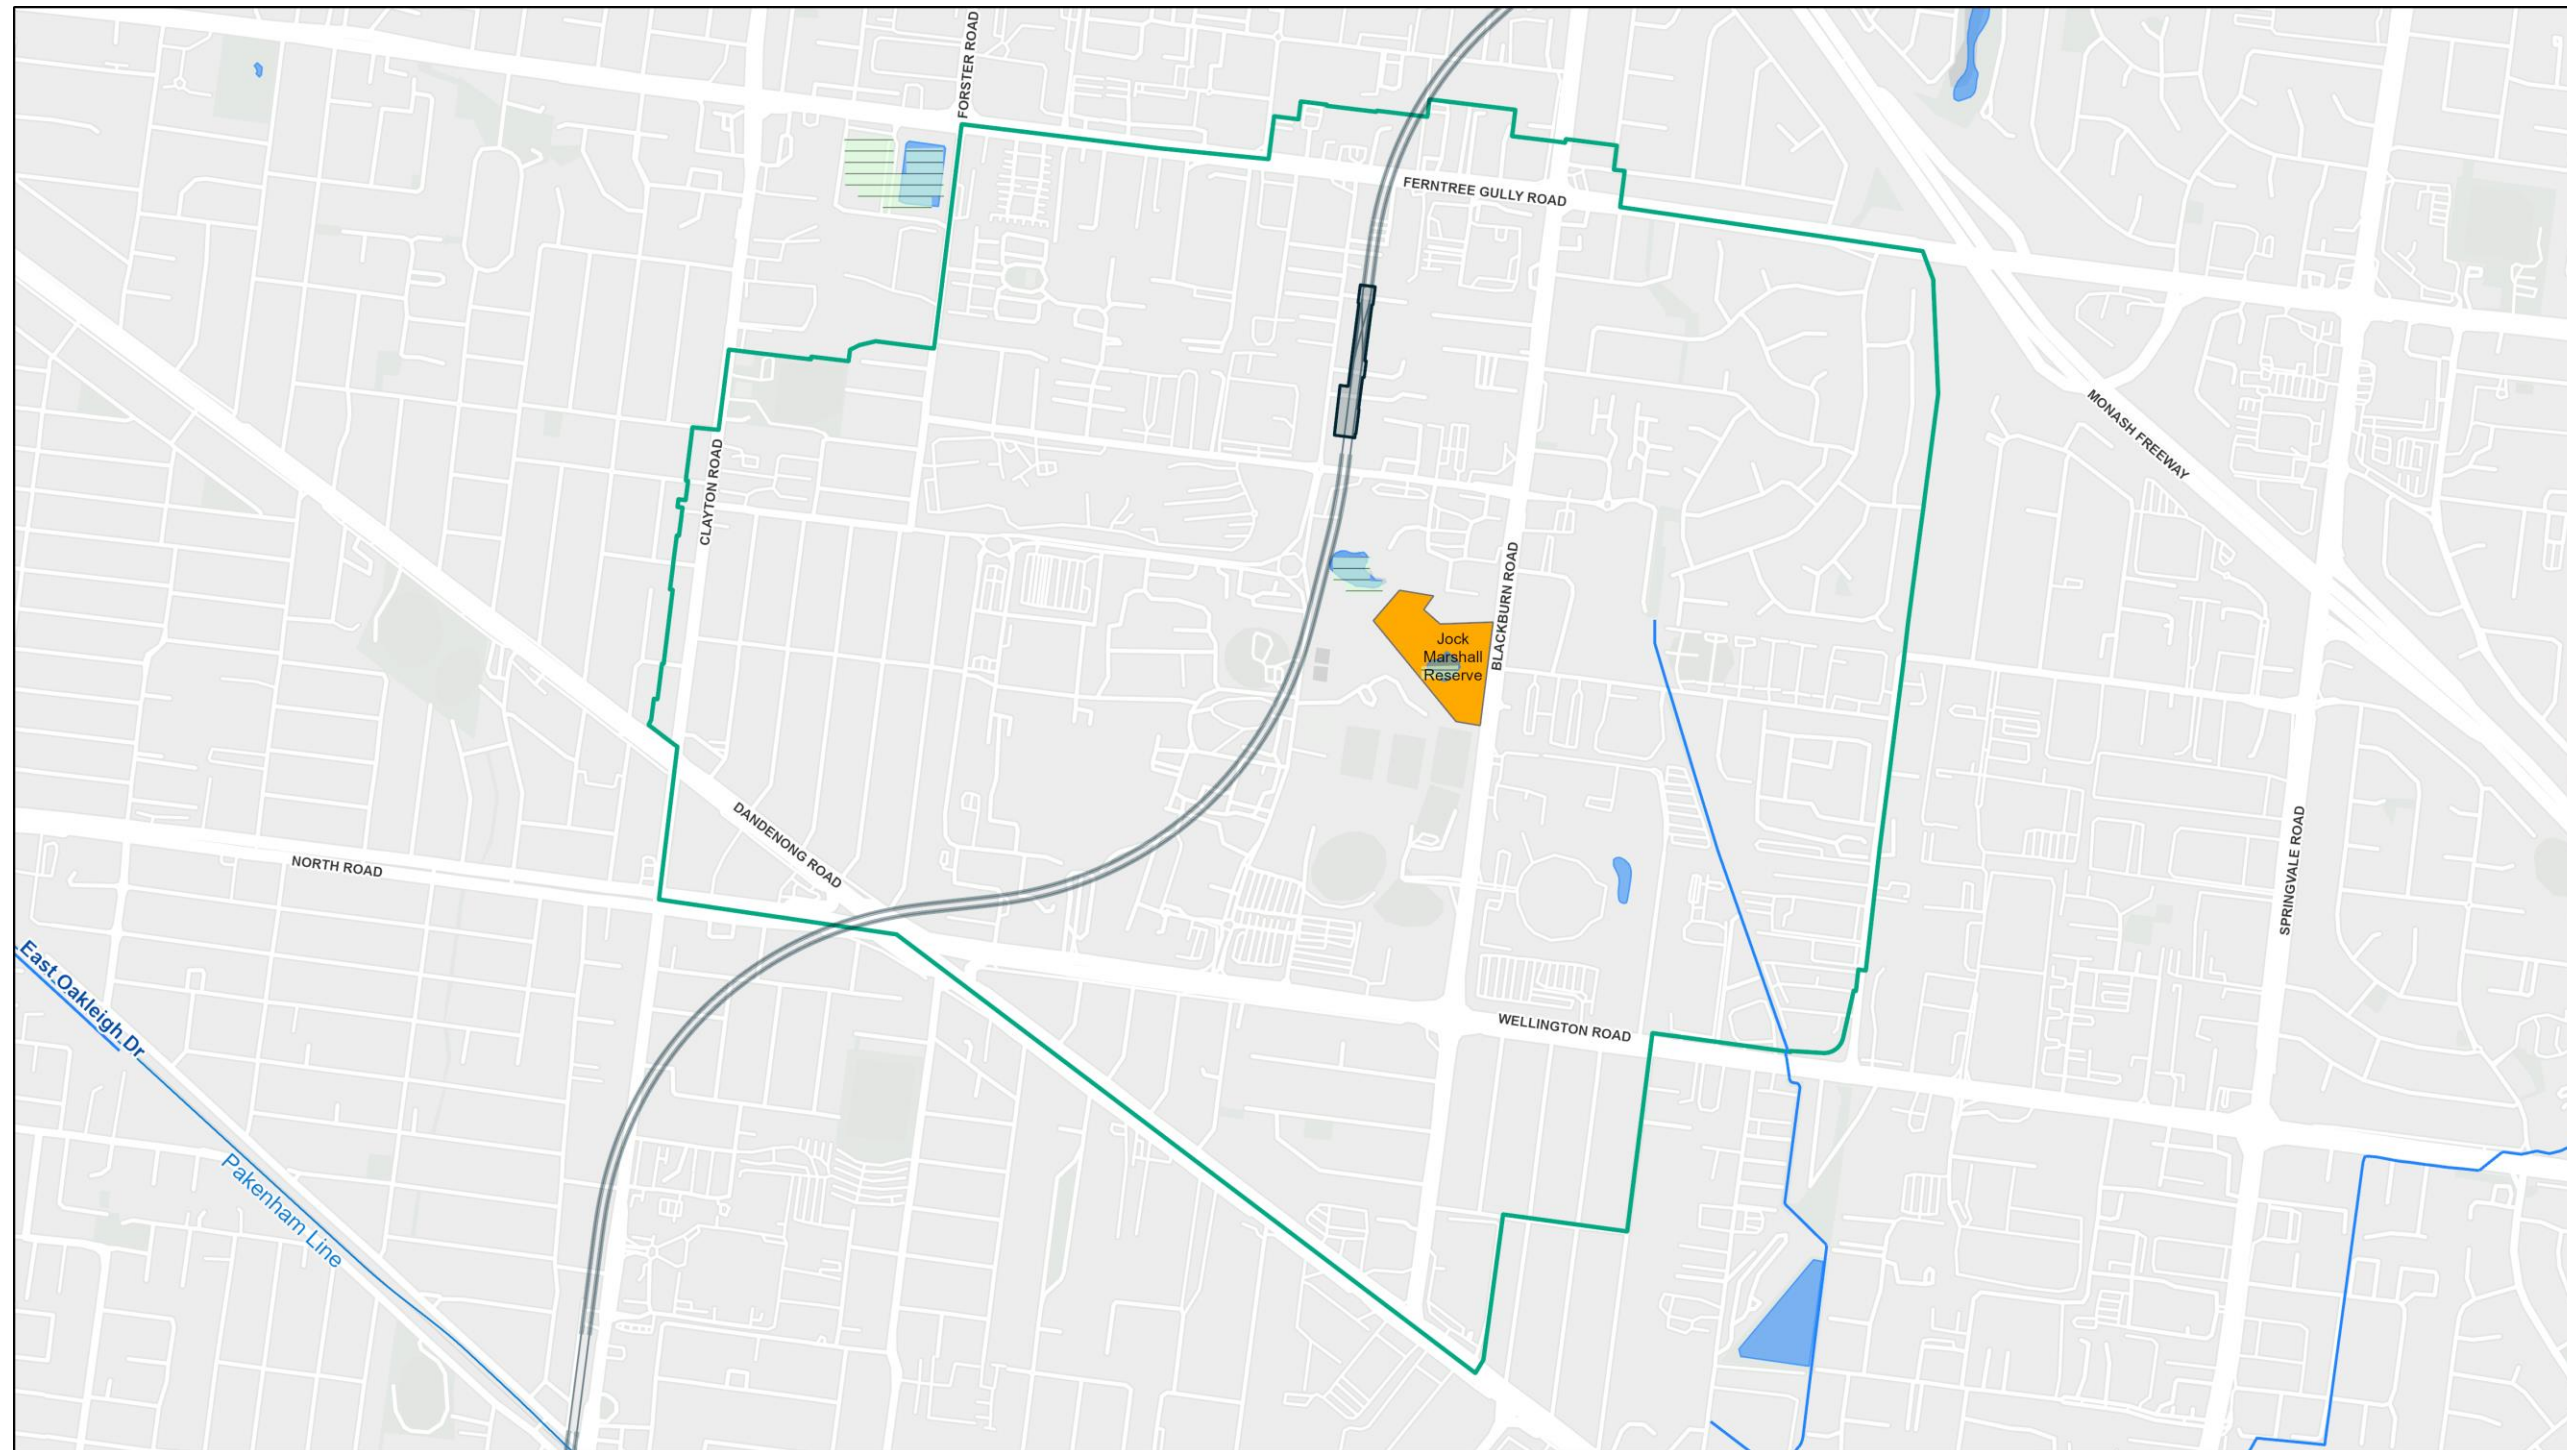 FORSTER ROAD
FERNTREE GULLY ROAD
MONASH FREEWAY
CLAYTON ROAD
BLACKBURN ROAD
Jock
Marshall
Reserve
DANDENONG ROAD
NORTH ROAD
SPRINGVALE ROAD
East Oakleigh Dr
WELLINGTON ROAD
Pakenham Line